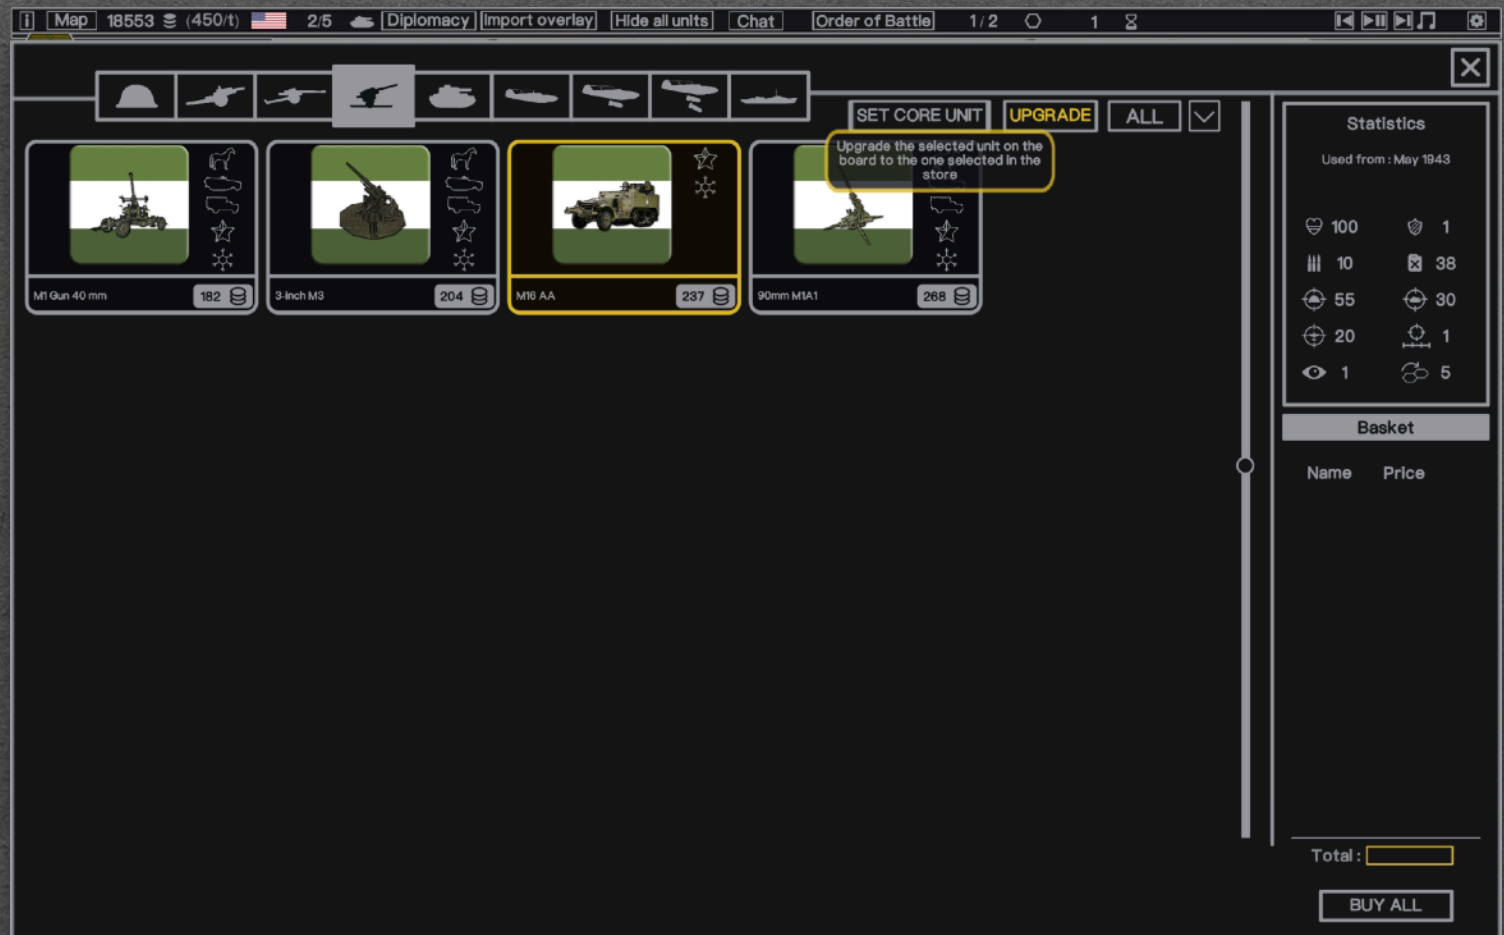 i Map 18553 (450/t) 2/5 Diplomacy Import overlay Hide all units Chat Order of Battle 1/2 1
SET CORE UNIT UPGRADE ALL
Upgrade the selected unit on the
board to the one selected in the
store
M1 Gun 40 mm 182
3-inch M3 204
M16 AA 237
90mm M1A1 268
Statistics
Used from : May 1943
100 1
10 38
55 30
20 1
1 5
Basket
Name Price
Total :
BUY ALL